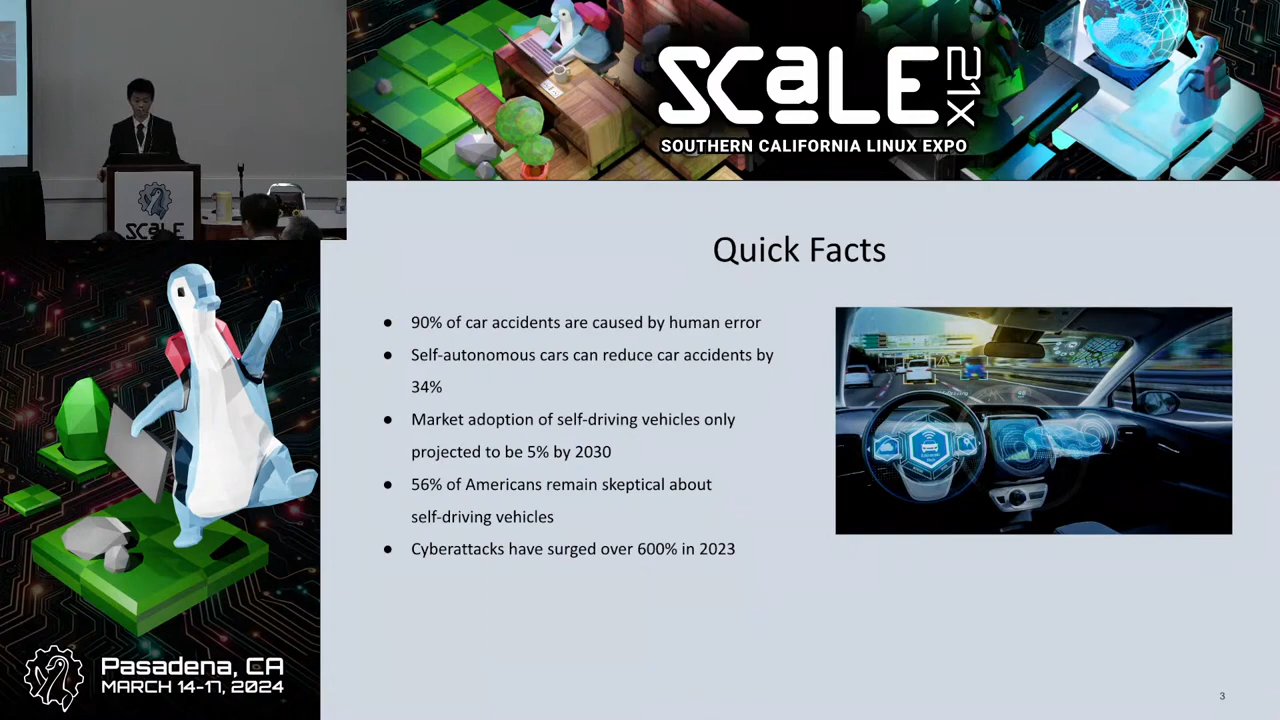 SCaLE 21x
SOUTHERN CALIFORNIA LINUX EXPO
SCaLE
Quick Facts
● 90% of car accidents are caused by human error
● Self-autonomous cars can reduce car accidents by
34%
● Market adoption of self-driving vehicles only
projected to be 5% by 2030
● 56% of Americans remain skeptical about
self-driving vehicles
● Cyberattacks have surged over 600% in 2023
Pasadena, CA
MARCH 14-17, 2024
3